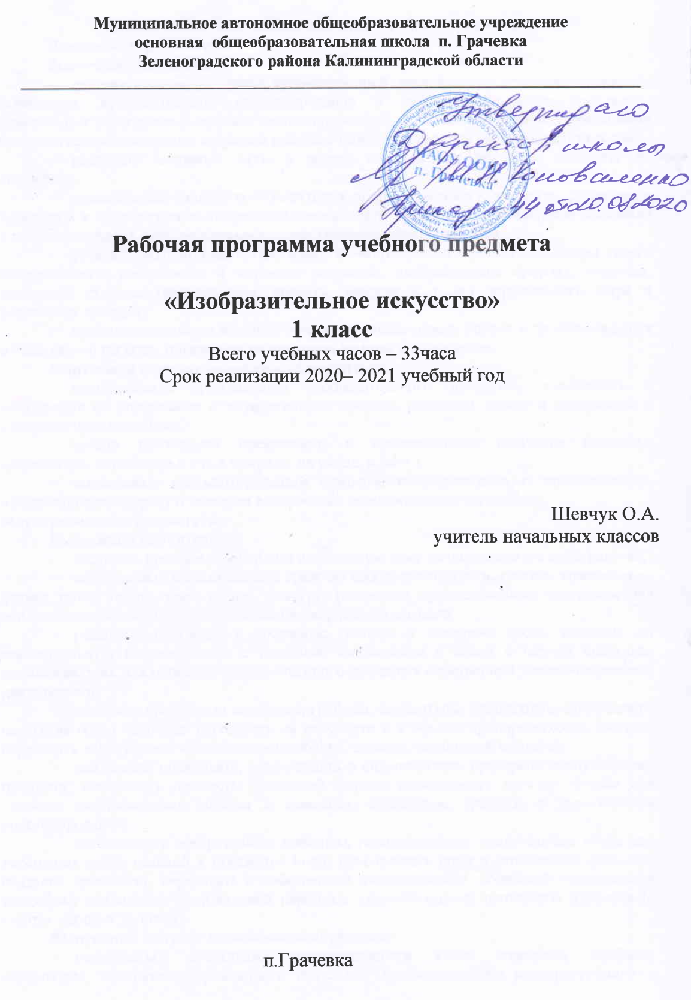 Муниципальное автономное общеобразовательное учреждение
основная общеобразовательная школа п. Грачевка
Зеленоградского района Калининградской области
Утверждаю
Директор школы
Коноваленко
Приказ № 44 от 20.08.2020
МАОУ ООШ
п. Грачевка
Рабочая программа учебного предмета
«Изобразительное искусство»
1 класс
Всего учебных часов – 33часа
Срок реализации 2020– 2021 учебный год
Шевчук О.А.
учитель начальных классов
п.Грачевка